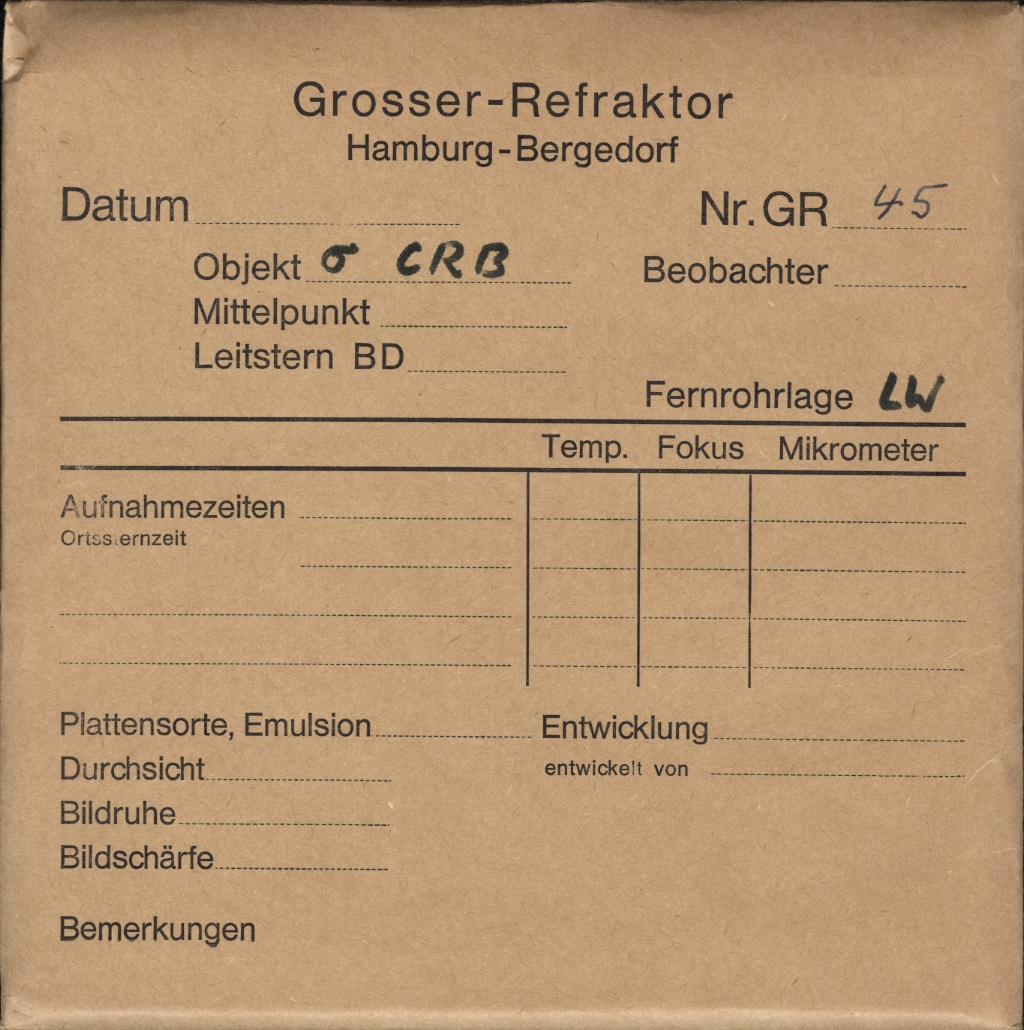 Grosser-Refraktor
Hamburg-Bergedorf
Datum Nr. GR 45
Objekt σ CRB Beobachter
Mittelpunkt
Leitstern BD
Fernrohrlage LW
Temp. Fokus Mikrometer
Aufnahmezeiten
Ortssternzeit
Plattensorte, Emulsion Entwicklung
Durchsicht entwickelt von
Bildruhe
Bildschärfe
Bemerkungen